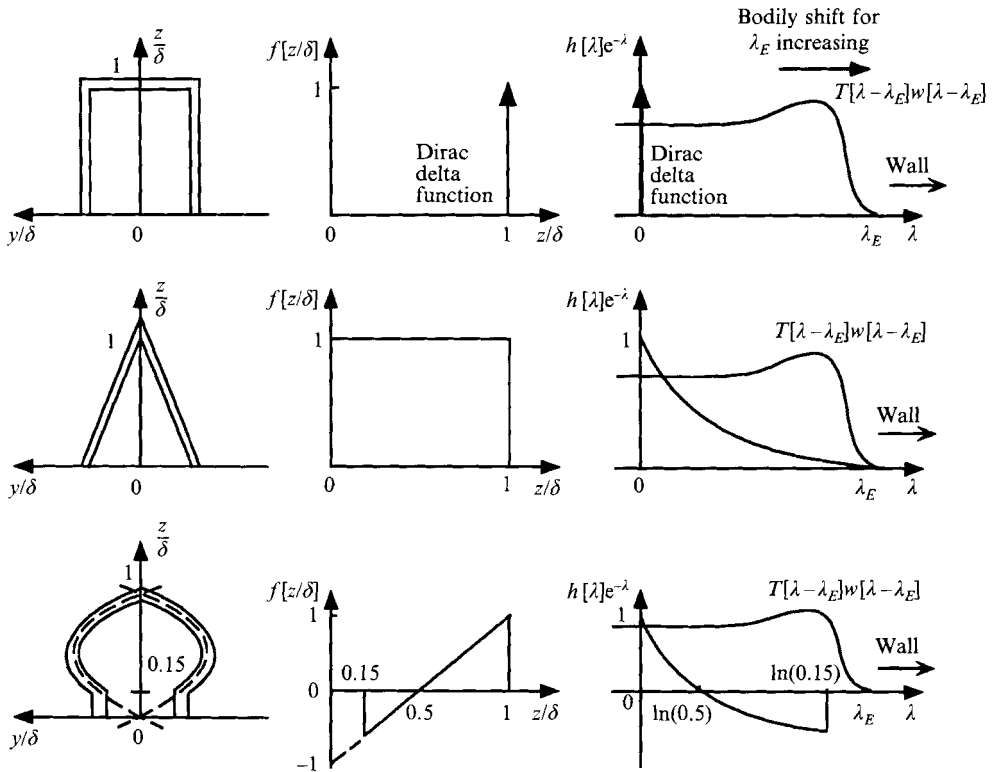 z/δ
1
y/δ
0
f[z/δ]
1
Dirac
delta
function
0
1
z/δ
h[λ]e^{-λ}
Bodily shift for
λ_E increasing
T[λ−λ_E]w[λ−λ_E]
Dirac
delta
function
Wall
0
λ_E
λ
z/δ
1
y/δ
0
f[z/δ]
1
0
1
z/δ
h[λ]e^{-λ}
1
T[λ−λ_E]w[λ−λ_E]
Wall
0
λ_E
λ
z/δ
1
0.15
y/δ
0
f[z/δ]
1
0.15
0
0.5
1
z/δ
−1
h[λ]e^{-λ}
1
T[λ−λ_E]w[λ−λ_E]
Wall
ln(0.15)
0
ln(0.5)
λ_E
λ